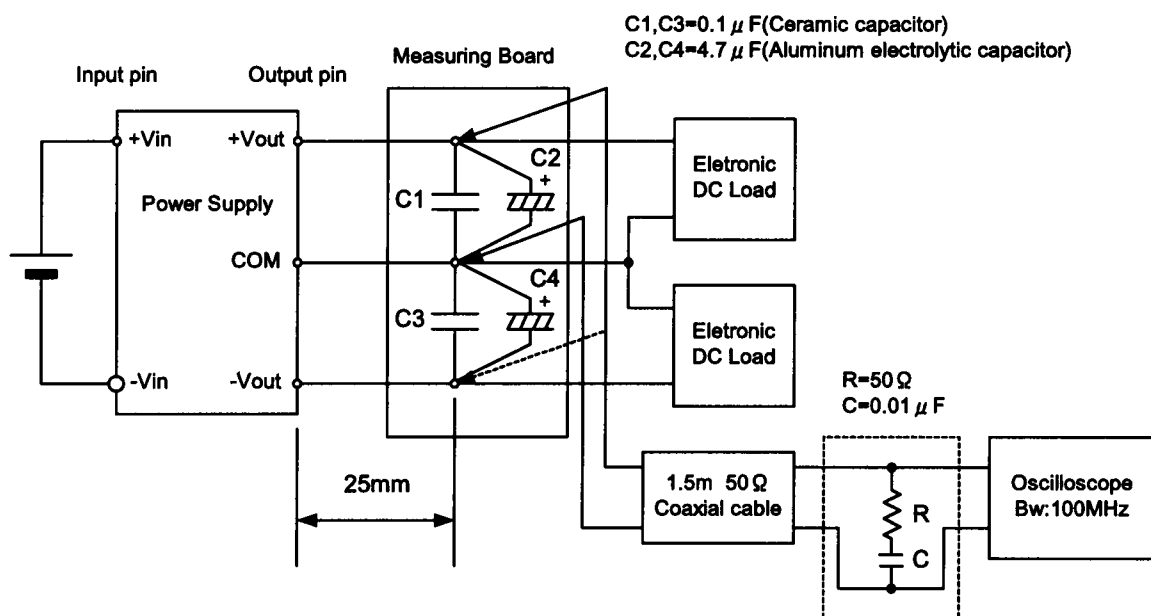 C1,C3=0.1μF(Ceramic capacitor)
C2,C4=4.7μF(Aluminum electrolytic capacitor)
Measuring Board
Input pin
Output pin
+Vin
+Vout
C2
+
Eletronic
DC Load
C1
Power Supply
COM
C4
+
C3
Eletronic
DC Load
-Vin
-Vout
R=50Ω
C=0.01μF
25mm
1.5m 50Ω
Coaxial cable
R
C
Oscilloscope
Bw:100MHz